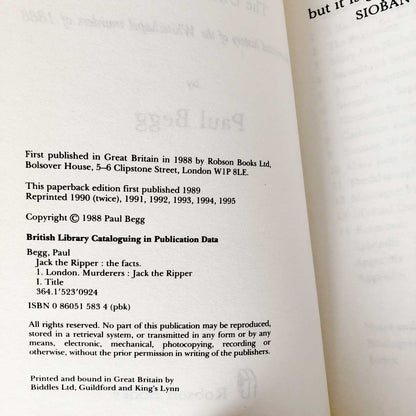 First published in Great Britain in 1988 by Robson Books Ltd,
Bolsover House, 5–6 Clipstone Street, London W1P 8LE.
This paperback edition first published 1989
Reprinted 1990 (twice), 1991, 1992, 1993, 1994, 1995
Copyright © 1988 Paul Begg
British Library Cataloguing in Publication Data
Begg, Paul
Jack the Ripper : the facts.
1. London. Murderers : Jack the Ripper
I. Title
364.1'523'0924
ISBN 0 86051 583 4 (pbk)
All rights reserved. No part of this publication may be reproduced,
stored in a retrieval system, or transmitted in any form or by any
means, electronic, mechanical, photocopying, recording or
otherwise, without the prior permission in writing of the publishers.
Printed and bound in Great Britain by
Biddles Ltd, Guildford and King's Lynn
but it is
SIOBAN